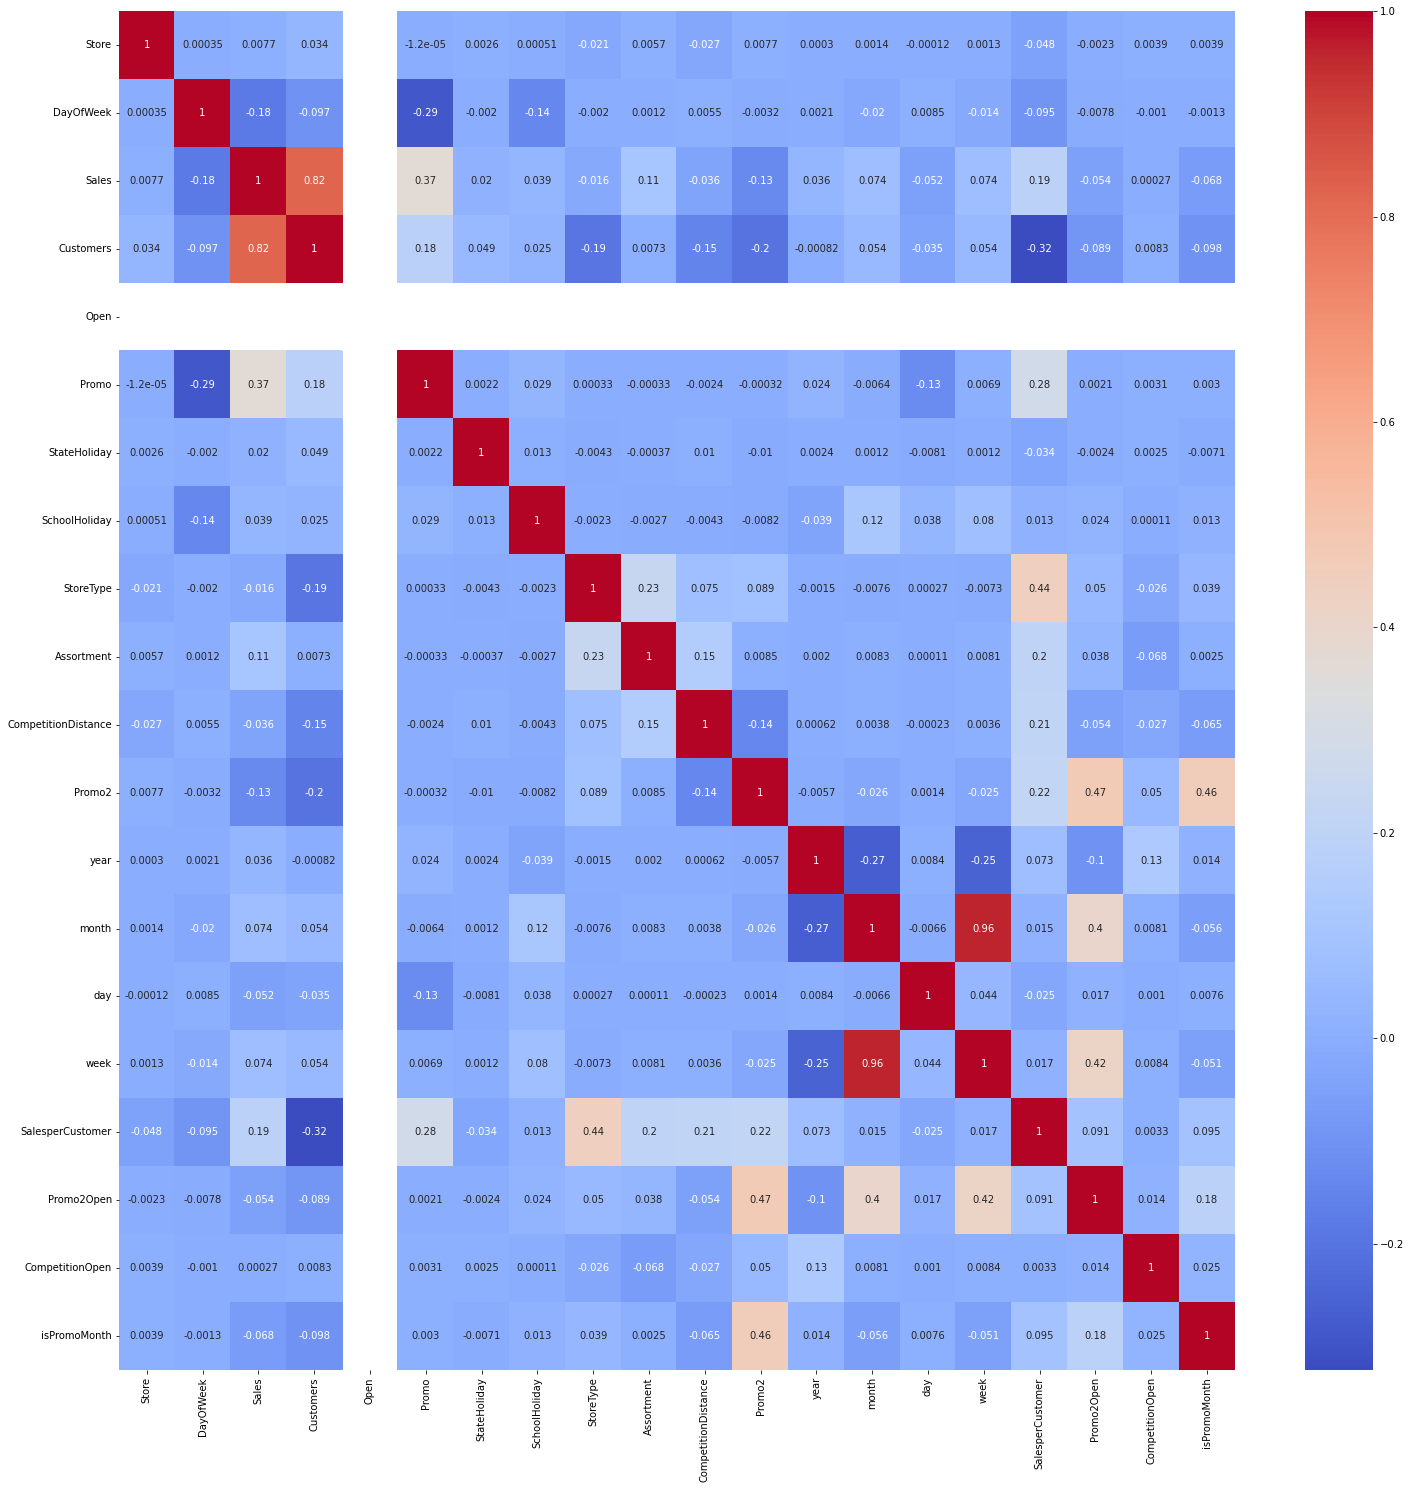 Store 1 0.00035 0.0077 0.034 -1.2e-05 0.0026 0.00051 -0.021 0.0057 -0.027 0.0077 0.0003 0.0014 -0.00012 0.0013 -0.048 -0.0023 0.0039 0.0039
DayOfWeek 0.00035 1 -0.18 -0.097 -0.29 -0.002 -0.14 -0.002 0.0012 0.0055 -0.0032 0.0021 -0.02 0.0085 -0.014 -0.095 -0.0078 -0.001 -0.0013
Sales 0.0077 -0.18 1 0.82 0.37 0.02 0.039 -0.016 0.11 -0.036 -0.13 0.036 0.074 -0.052 0.074 0.19 -0.054 0.00027 -0.068
Customers 0.034 -0.097 0.82 1 0.18 0.049 0.025 -0.19 0.0073 -0.15 -0.2 -0.00082 0.054 -0.035 0.054 -0.32 -0.089 0.0083 -0.098
Open
Promo -1.2e-05 -0.29 0.37 0.18 1 0.0022 0.029 0.00033 -0.00033 -0.0024 -0.00032 0.024 -0.0064 -0.13 0.0069 0.28 0.0021 0.0031 0.003
StateHoliday 0.0026 -0.002 0.02 0.049 0.0022 1 0.013 -0.0043 -0.00037 0.01 -0.01 0.0024 0.0012 -0.0081 0.0012 -0.034 -0.0024 0.0025 -0.0071
SchoolHoliday 0.00051 -0.14 0.039 0.025 0.029 0.013 1 -0.0023 -0.0027 -0.0043 -0.0082 -0.039 0.12 0.038 0.08 0.013 0.024 0.00011 0.013
StoreType -0.021 -0.002 -0.016 -0.19 0.00033 -0.0043 -0.0023 1 0.23 0.075 0.089 -0.0015 -0.0076 0.00027 -0.0073 0.44 0.05 -0.026 0.039
Assortment 0.0057 0.0012 0.11 0.0073 -0.00033 -0.00037 -0.0027 0.23 1 0.15 0.0085 0.002 0.0083 0.00011 0.0081 0.2 0.038 -0.068 0.0025
CompetitionDistance -0.027 0.0055 -0.036 -0.15 -0.0024 0.01 -0.0043 0.075 0.15 1 -0.14 0.00062 0.0038 -0.00023 0.0036 0.21 -0.054 -0.027 -0.065
Promo2 0.0077 -0.0032 -0.13 -0.2 -0.00032 -0.01 -0.0082 0.089 0.0085 -0.14 1 -0.0057 -0.026 0.0014 -0.025 0.22 0.47 0.05 0.46
year 0.0003 0.0021 0.036 -0.00082 0.024 0.0024 -0.039 -0.0015 0.002 0.00062 -0.0057 1 -0.27 0.0084 -0.25 0.073 -0.1 0.13 0.014
month 0.0014 -0.02 0.074 0.054 -0.0064 0.0012 0.12 -0.0076 0.0083 0.0038 -0.026 -0.27 1 -0.0066 0.96 0.015 0.4 0.0081 -0.056
day -0.00012 0.0085 -0.052 -0.035 -0.13 -0.0081 0.038 0.00027 0.00011 -0.00023 0.0014 0.0084 -0.0066 1 0.044 -0.025 0.017 0.001 0.0076
week 0.0013 -0.014 0.074 0.054 0.0069 0.0012 0.08 -0.0073 0.0081 0.0036 -0.025 -0.25 0.96 0.044 1 0.017 0.42 0.0084 -0.051
SalesperCustomer -0.048 -0.095 0.19 -0.32 0.28 -0.034 0.013 0.44 0.2 0.21 0.22 0.073 0.015 -0.025 0.017 1 0.091 0.0033 0.095
Promo2Open -0.0023 -0.0078 -0.054 -0.089 0.0021 -0.0024 0.024 0.05 0.038 -0.054 0.47 -0.1 0.4 0.017 0.42 0.091 1 0.014 0.18
CompetitionOpen 0.0039 -0.001 0.00027 0.0083 0.0031 0.0025 0.00011 -0.026 -0.068 -0.027 0.05 0.13 0.0081 0.001 0.0084 0.0033 0.014 1 0.025
isPromoMonth 0.0039 -0.0013 -0.068 -0.098 0.003 -0.0071 0.013 0.039 0.0025 -0.065 0.46 0.014 -0.056 0.0076 -0.051 0.095 0.18 0.025 1
Store DayOfWeek Sales Customers Open Promo StateHoliday SchoolHoliday StoreType Assortment CompetitionDistance Promo2 year month day week SalesperCustomer Promo2Open CompetitionOpen isPromoMonth
1.0
0.8
0.6
0.4
0.2
0.0
−0.2